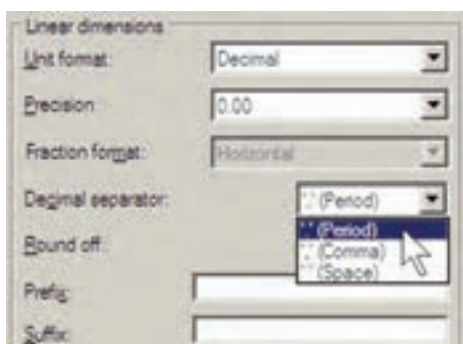 Linear dimensions
Unit format: Decimal
Precision 0.00
Fraction format: Horizontal
Decimal separator: '.' (Period)
'.' (Period)
Round off:
',' (Comma)
' ' (Space)
Prefix:
Suffix: